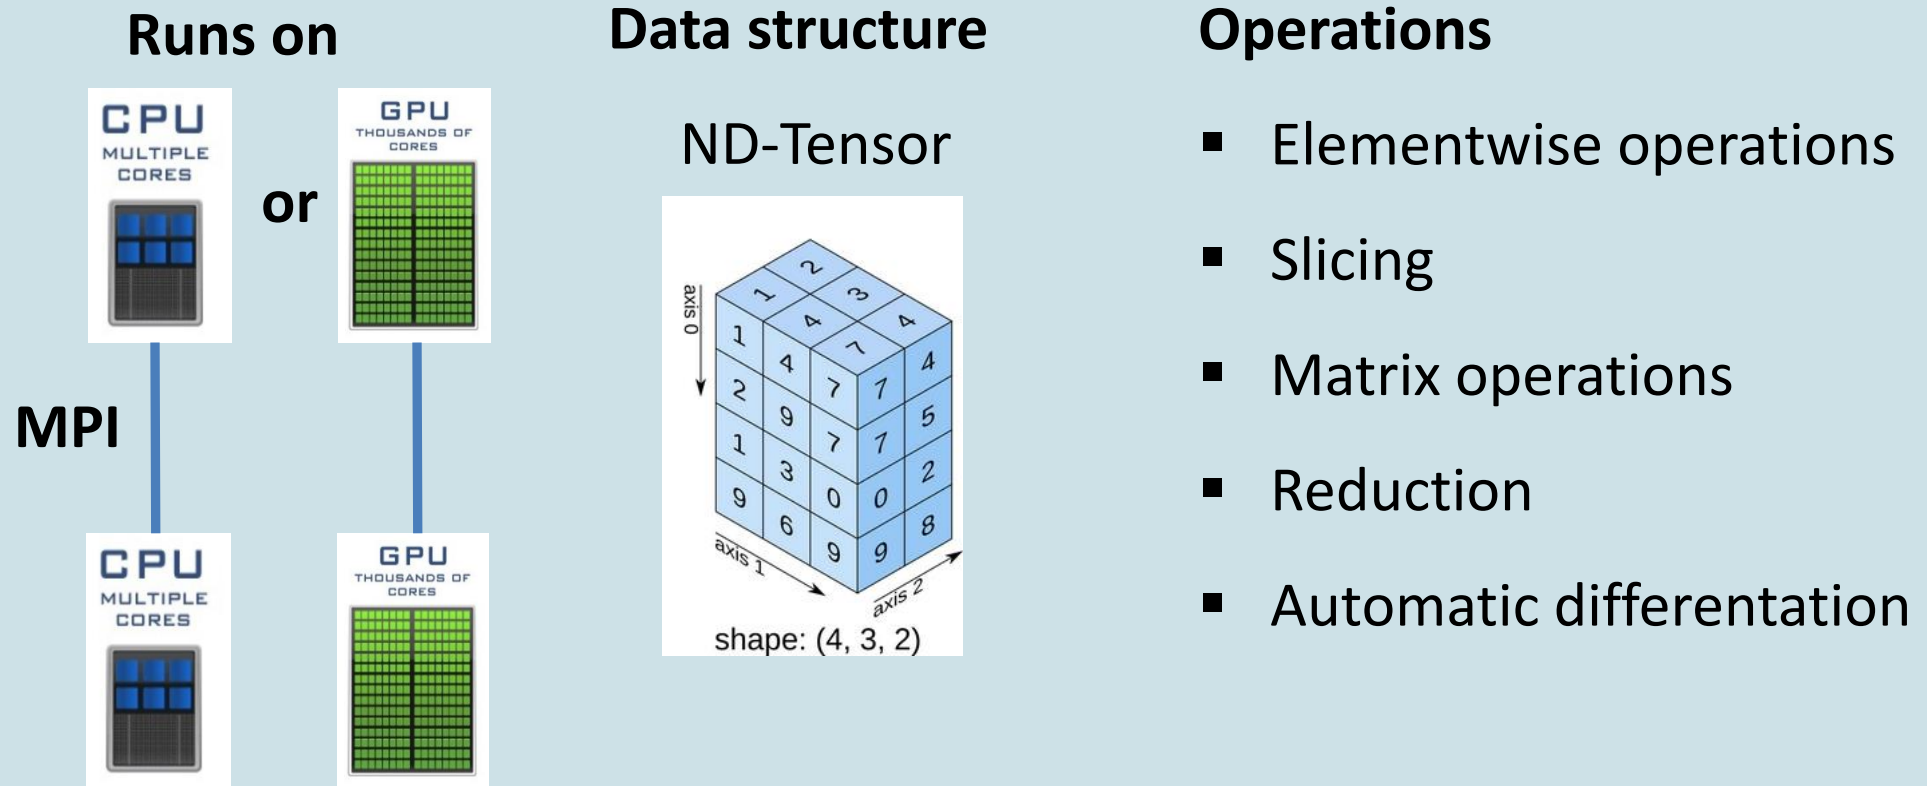 Runs on
CPU
MULTIPLE
CORES
or
GPU
THOUSANDS OF
CORES
MPI
CPU
MULTIPLE
CORES
GPU
THOUSANDS OF
CORES
Data structure
ND-Tensor
2
1 3
4 4
7
axis 0
1 4 7 7 4
2 9 7 7 5
1 3 0 0 2
9 6 9 9 8
axis 1
axis 2
shape: (4, 3, 2)
Operations
▪ Elementwise operations
▪ Slicing
▪ Matrix operations
▪ Reduction
▪ Automatic differentation